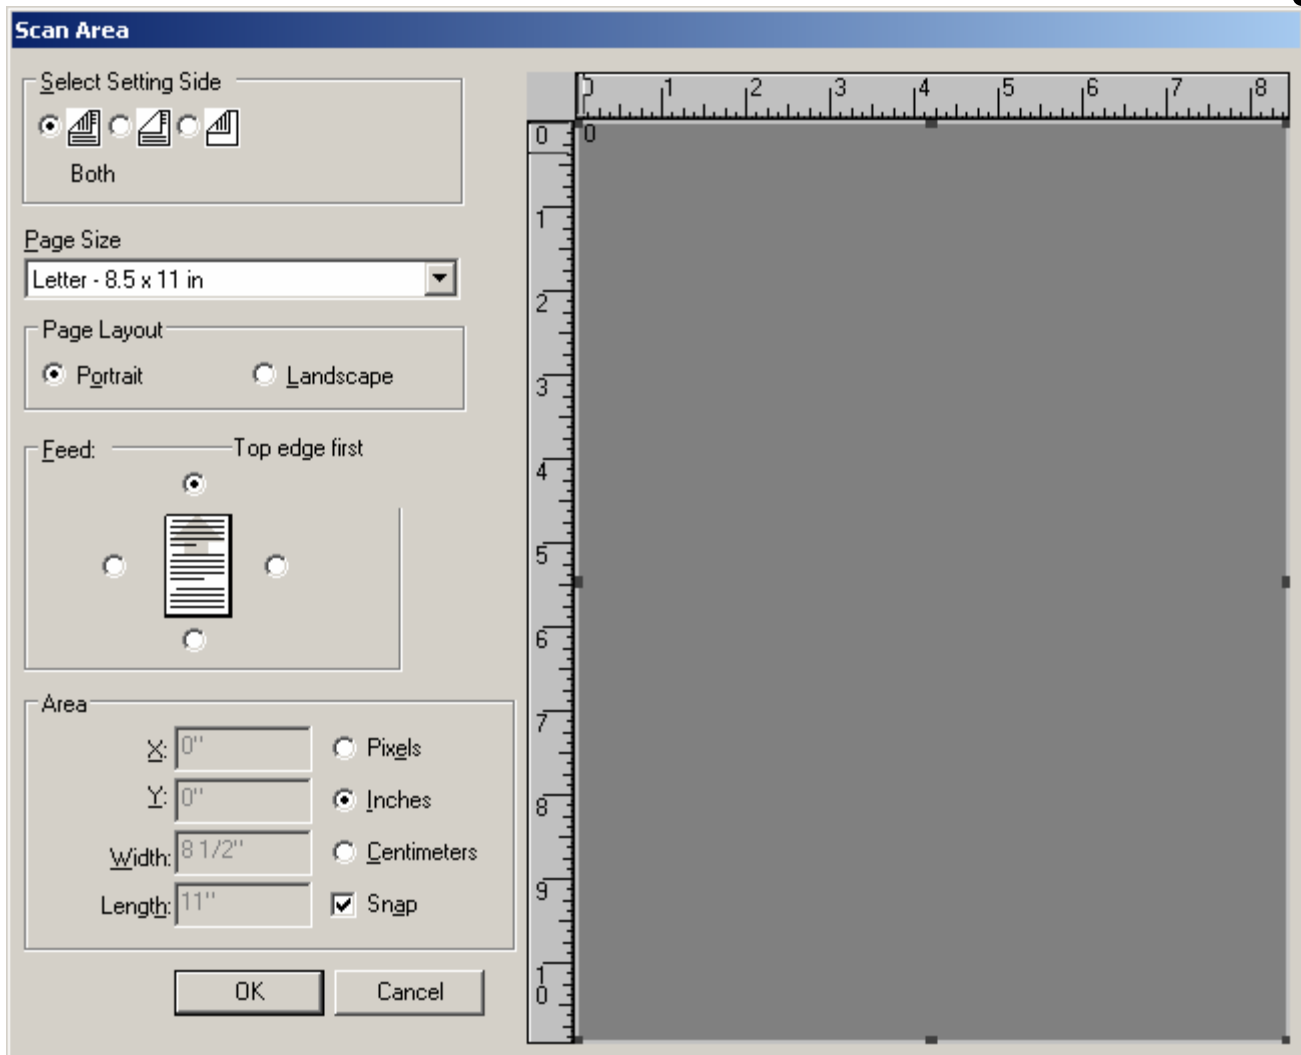 Scan Area
Select Setting Side
Both
Page Size
Letter - 8.5 x 11 in
Page Layout
Portrait Landscape
Feed: Top edge first
Area
X: 0"
Pixels
Y: 0"
Inches
Width: 8 1/2"
Centimeters
Length: 11"
Snap
OK Cancel
0 1 2 3 4 5 6 7 8
0
0
1
2
3
4
5
6
7
8
9
10